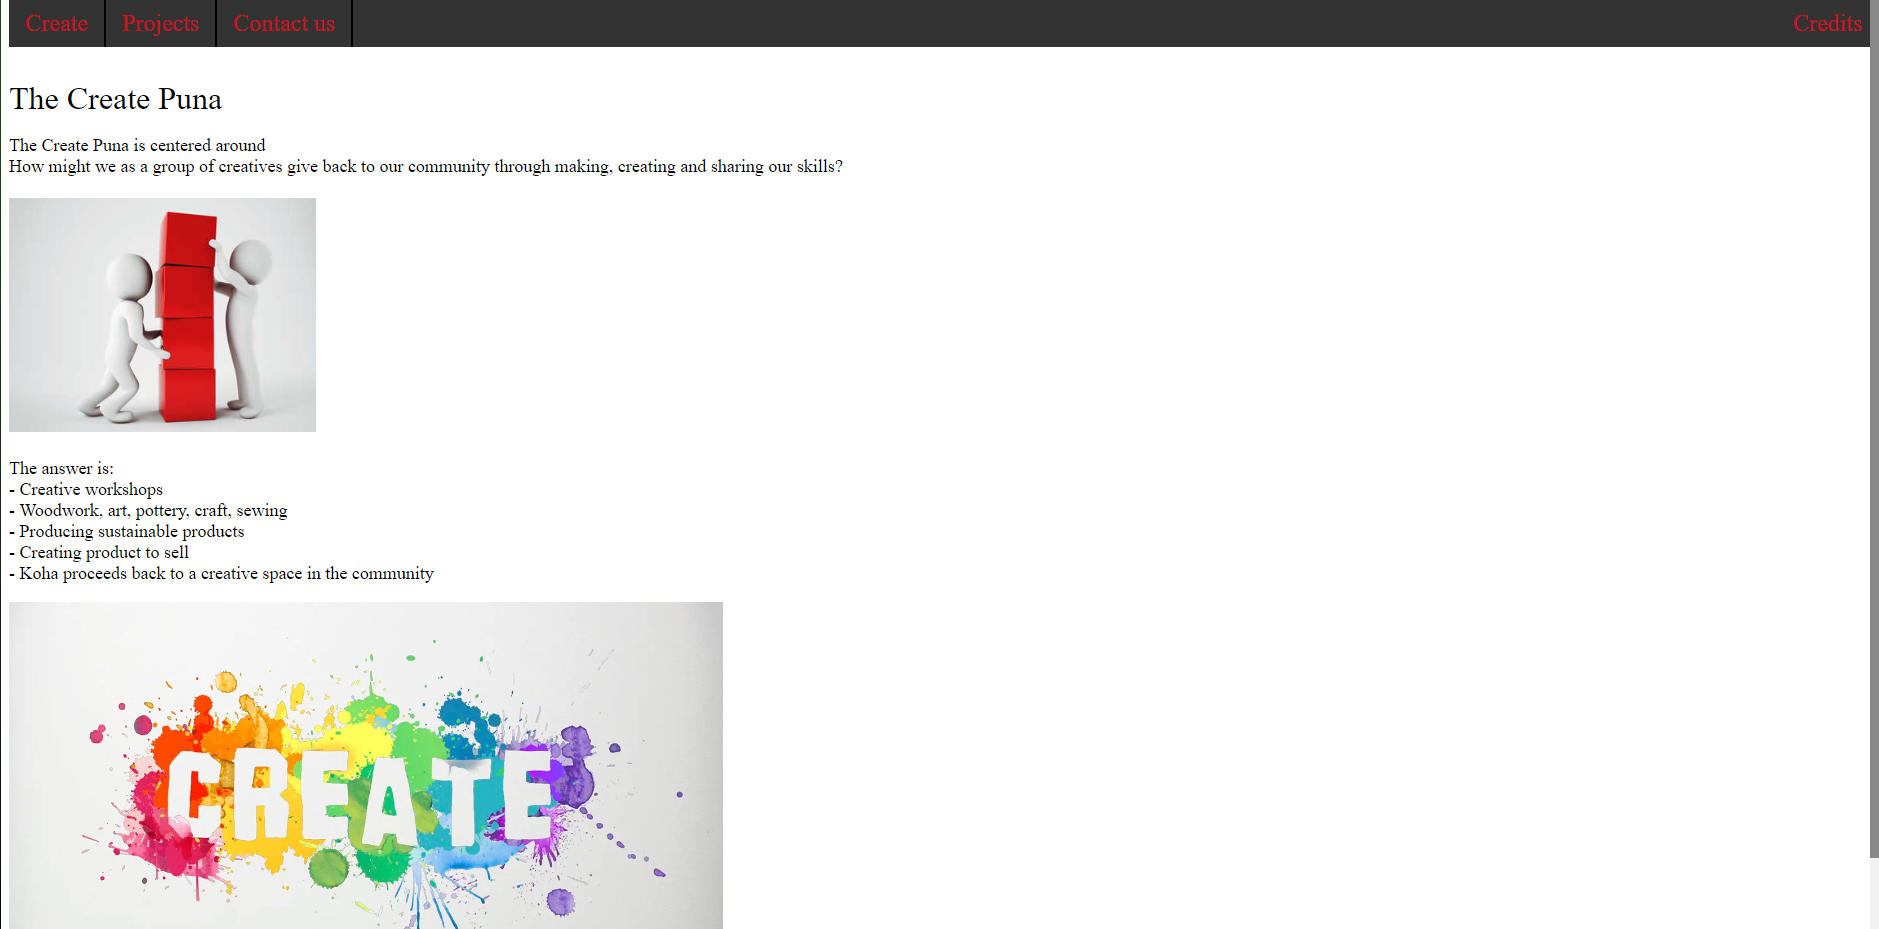 Create
Projects
Contact us
Credits
The Create Puna
The Create Puna is centered around
How might we as a group of creatives give back to our community through making, creating and sharing our skills?
The answer is:
- Creative workshops
- Woodwork, art, pottery, craft, sewing
- Producing sustainable products
- Creating product to sell
- Koha proceeds back to a creative space in the community
CREATE